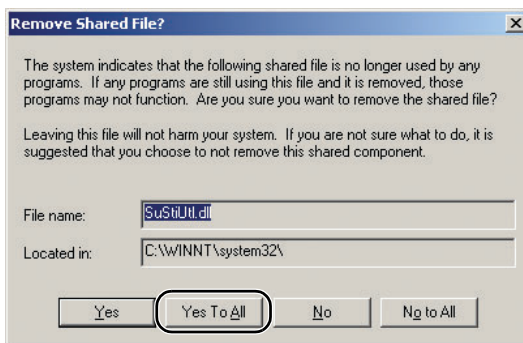 Remove Shared File?
The system indicates that the following shared file is no longer used by any
programs. If any programs are still using this file and it is removed, those
programs may not function. Are you sure you want to remove the shared file?
Leaving this file will not harm your system. If you are not sure what to do, it is
suggested that you choose to not remove this shared component.
File name: SuStiUtl.dll
Located in: C:\WINNT\system32\
Yes Yes To All No No to All